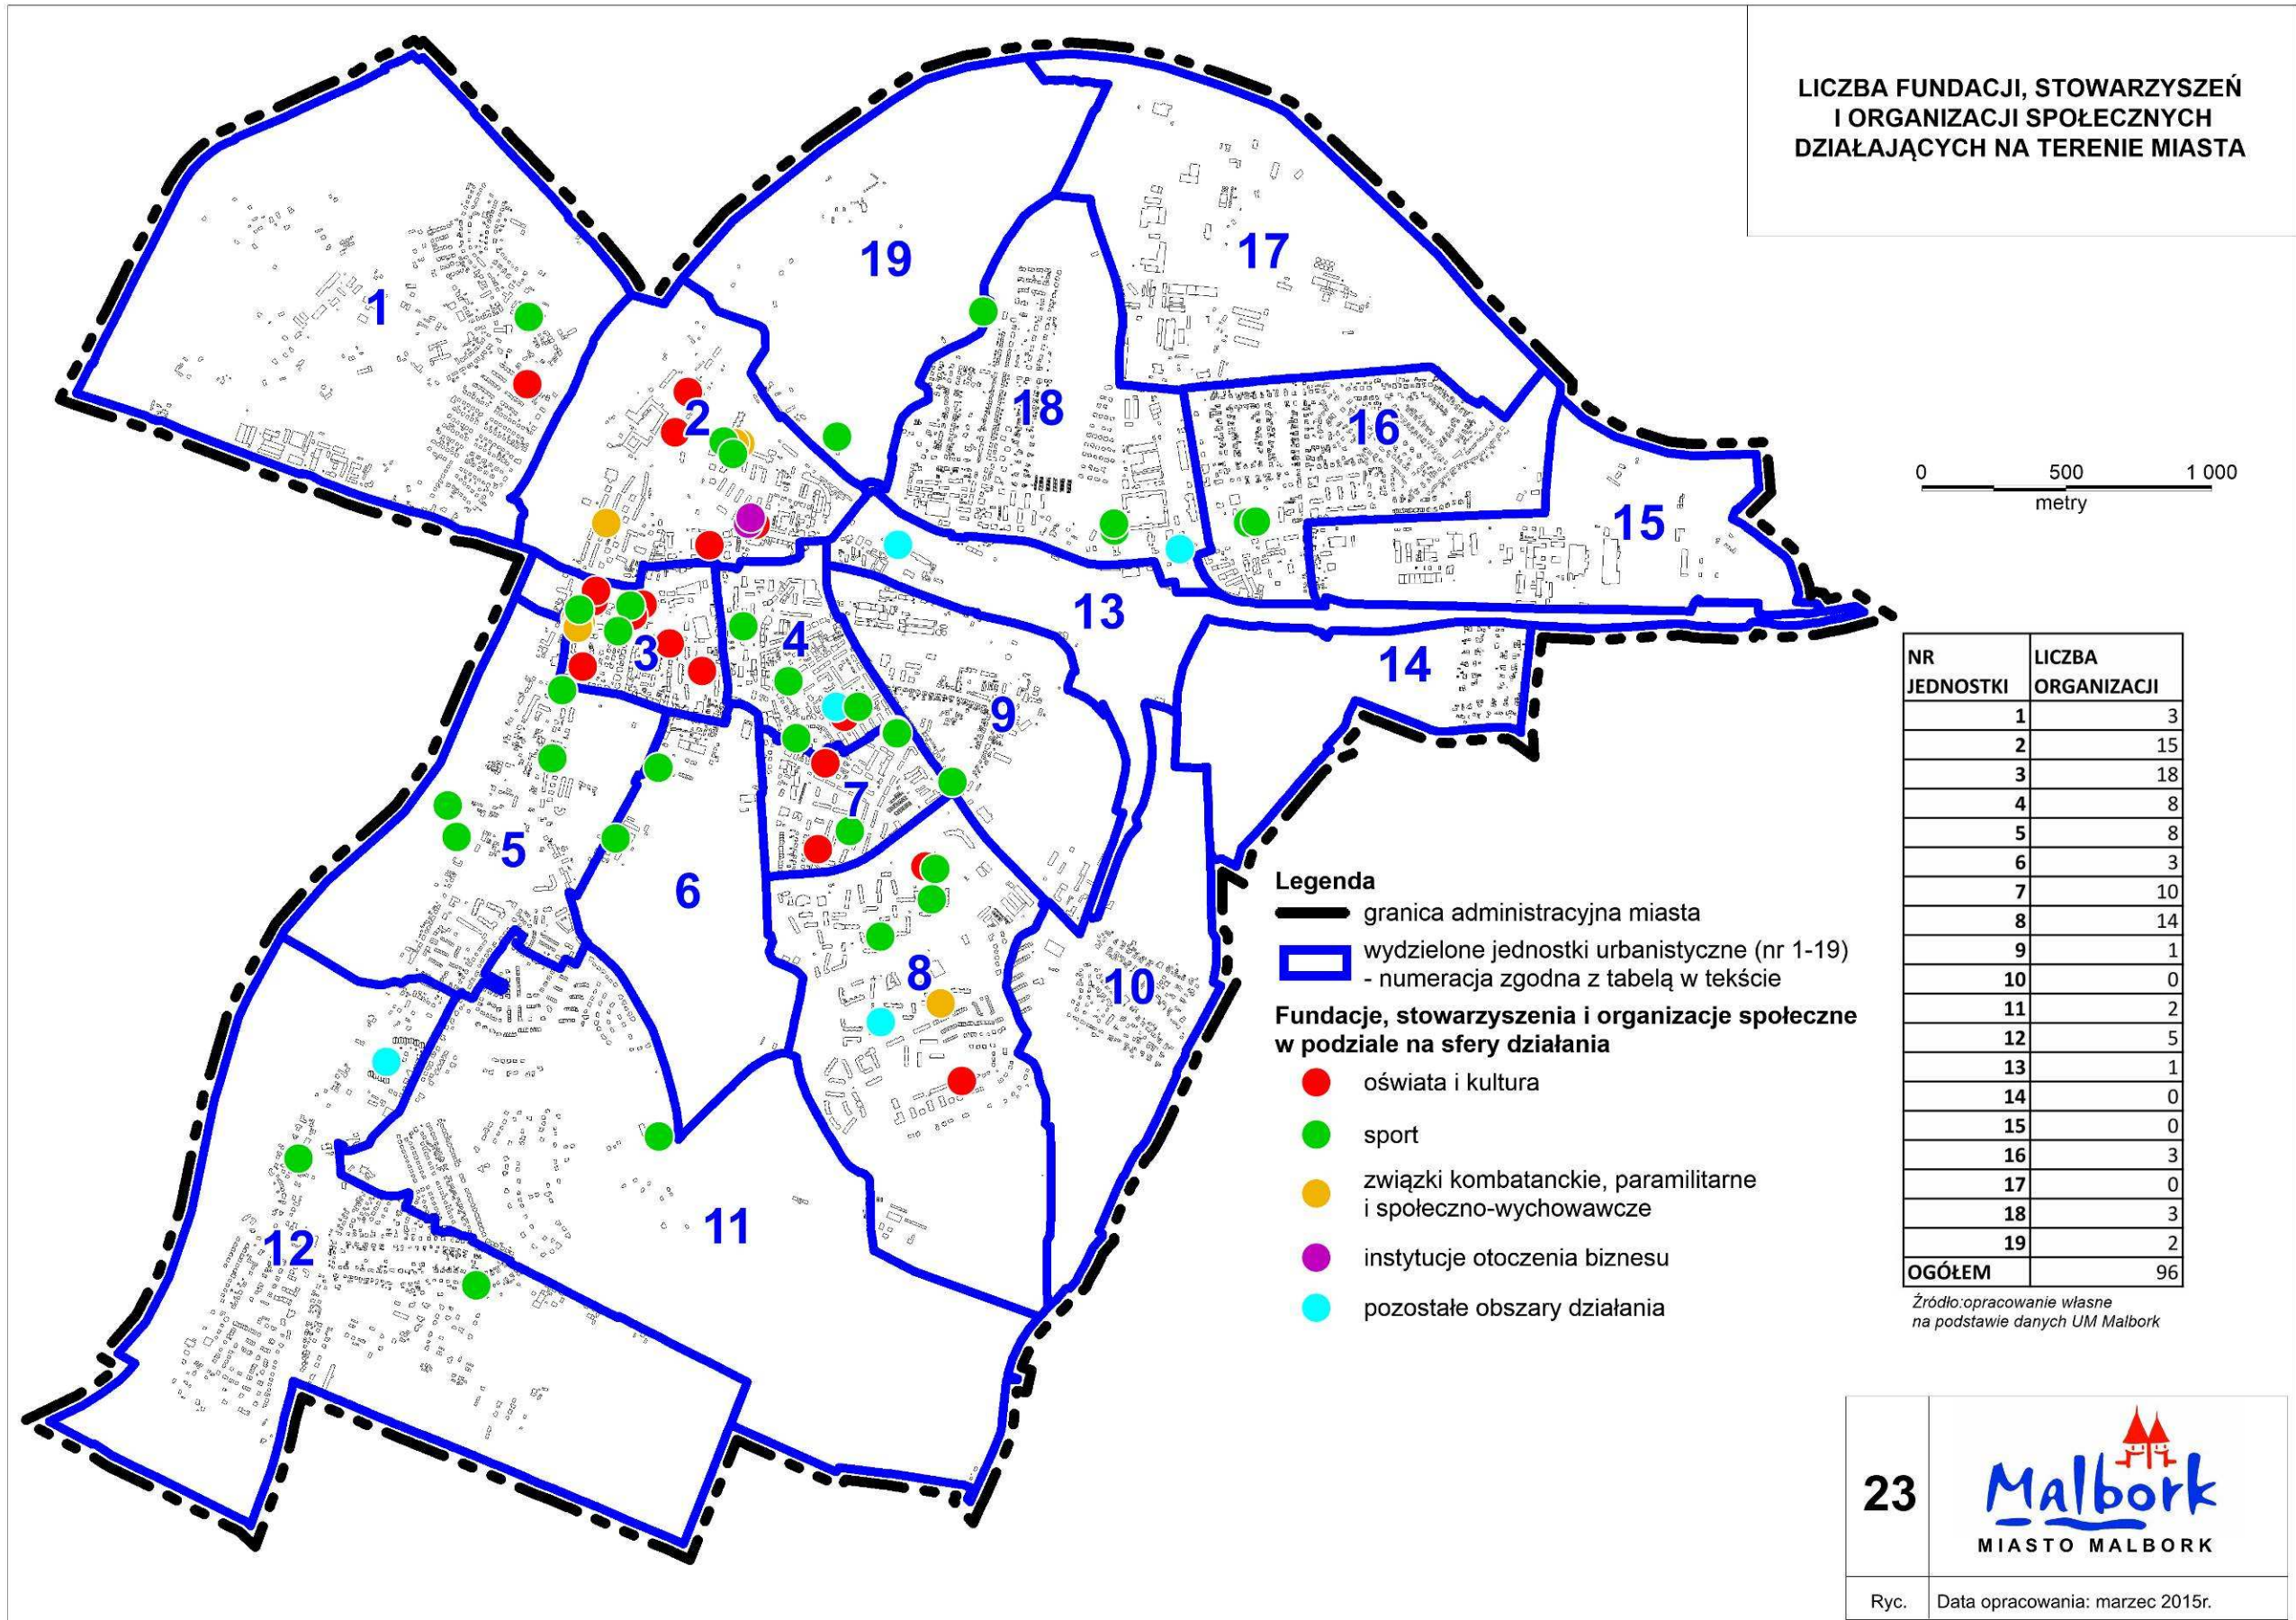 LICZBA FUNDACJI, STOWARZYSZEŃ
I ORGANIZACJI SPOŁECZNYCH
DZIAŁAJĄCYCH NA TERENIE MIASTA
19
17
1
2
18
16
0 500 1 000
metry
15
13
3
4
14
9
7
5
6
8
10
11
12
NR JEDNOSTKI LICZBA ORGANIZACJI
1 3
2 15
3 18
4 8
5 8
6 3
7 10
8 14
9 1
10 0
11 2
12 5
13 1
14 0
15 0
16 3
17 0
18 3
19 2
OGÓŁEM 96
Źródło:opracowanie własne
na podstawie danych UM Malbork
Legenda
granica administracyjna miasta
wydzielone jednostki urbanistyczne (nr 1-19)
- numeracja zgodna z tabelą w tekście
Fundacje, stowarzyszenia i organizacje społeczne
w podziale na sfery działania
oświata i kultura
sport
związki kombatanckie, paramilitarne
i społeczno-wychowawcze
instytucje otoczenia biznesu
pozostałe obszary działania
23
Malbork
MIASTO MALBORK
Ryc. Data opracowania: marzec 2015r.